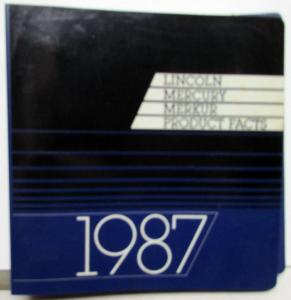 LINCOLN
MERCURY
MERKUR
PRODUCT FACTS
1987